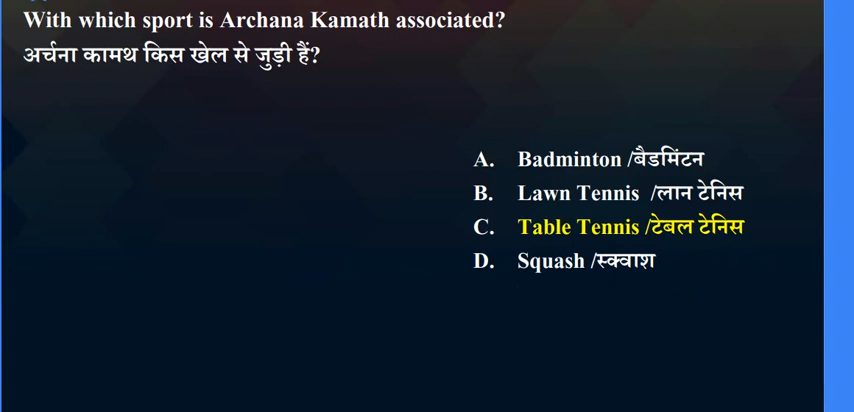 With which sport is Archana Kamath associated?
अर्चना कामथ किस खेल से जुड़ी हैं?
A. Badminton /बैडमिंटन
B. Lawn Tennis /लान टेनिस
C. Table Tennis /टेबल टेनिस
D. Squash /स्क्वाश